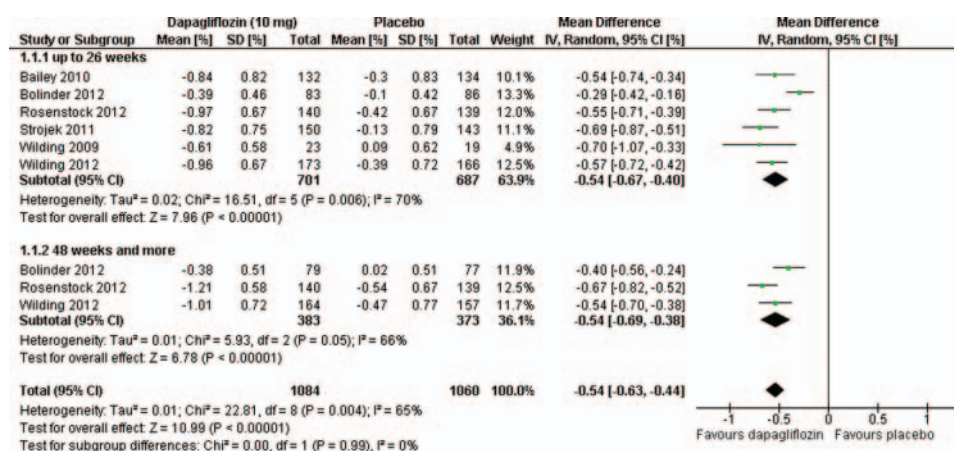 Dapagliflozin (10 mg) Placebo Mean Difference Mean Difference
Study or Subgroup Mean [%] SD [%] Total Mean [%] SD [%] Total Weight IV, Random, 95% CI [%] IV, Random, 95% CI [%]
1.1.1 up to 26 weeks
Bailey 2010 -0.84 0.82 132 -0.3 0.83 134 10.1% -0.54 [-0.74, -0.34]
Bolinder 2012 -0.39 0.46 83 -0.1 0.42 86 13.3% -0.29 [-0.42, -0.16]
Rosenstock 2012 -0.97 0.67 140 -0.42 0.67 139 11.9% -0.55 [-0.71, -0.39]
Strojek 2011 -0.82 0.75 150 -0.13 0.79 143 11.1% -0.69 [-0.87, -0.51]
Wilding 2009 -0.61 0.58 23 0.09 0.62 19 4.9% -0.70 [-1.07, -0.33]
Wilding 2012 -0.96 0.67 173 -0.39 0.72 166 12.5% -0.57 [-0.72, -0.42]
Subtotal (95% CI) 701 687 63.9% -0.54 [-0.67, -0.40]
Heterogeneity: Tau² = 0.02; Chi² = 16.51, df = 5 (P = 0.006); I² = 70%
Test for overall effect: Z = 7.96 (P < 0.00001)
1.1.2 48 weeks and more
Bolinder 2012 -0.38 0.51 79 0.02 0.51 77 11.9% -0.40 [-0.56, -0.24]
Rosenstock 2012 -1.21 0.58 140 -0.54 0.67 139 12.6% -0.67 [-0.82, -0.52]
Wilding 2012 -1.01 0.72 164 -0.47 0.77 157 11.7% -0.54 [-0.70, -0.38]
Subtotal (95% CI) 383 373 36.1% -0.54 [-0.69, -0.38]
Heterogeneity: Tau² = 0.01; Chi² = 5.93, df = 2 (P = 0.05); I² = 66%
Test for overall effect: Z = 6.78 (P < 0.00001)
Total (95% CI) 1084 1060 100.0% -0.54 [-0.63, -0.44]
Heterogeneity: Tau² = 0.01; Chi² = 22.81, df = 8 (P = 0.004); I² = 65%
Test for overall effect: Z = 10.99 (P < 0.00001)
Test for subgroup differences: Chi² = 0.00, df = 1 (P = 0.99), I² = 0%
-1 -0.5 0 0.5 1
Favours dapagliflozin Favours placebo